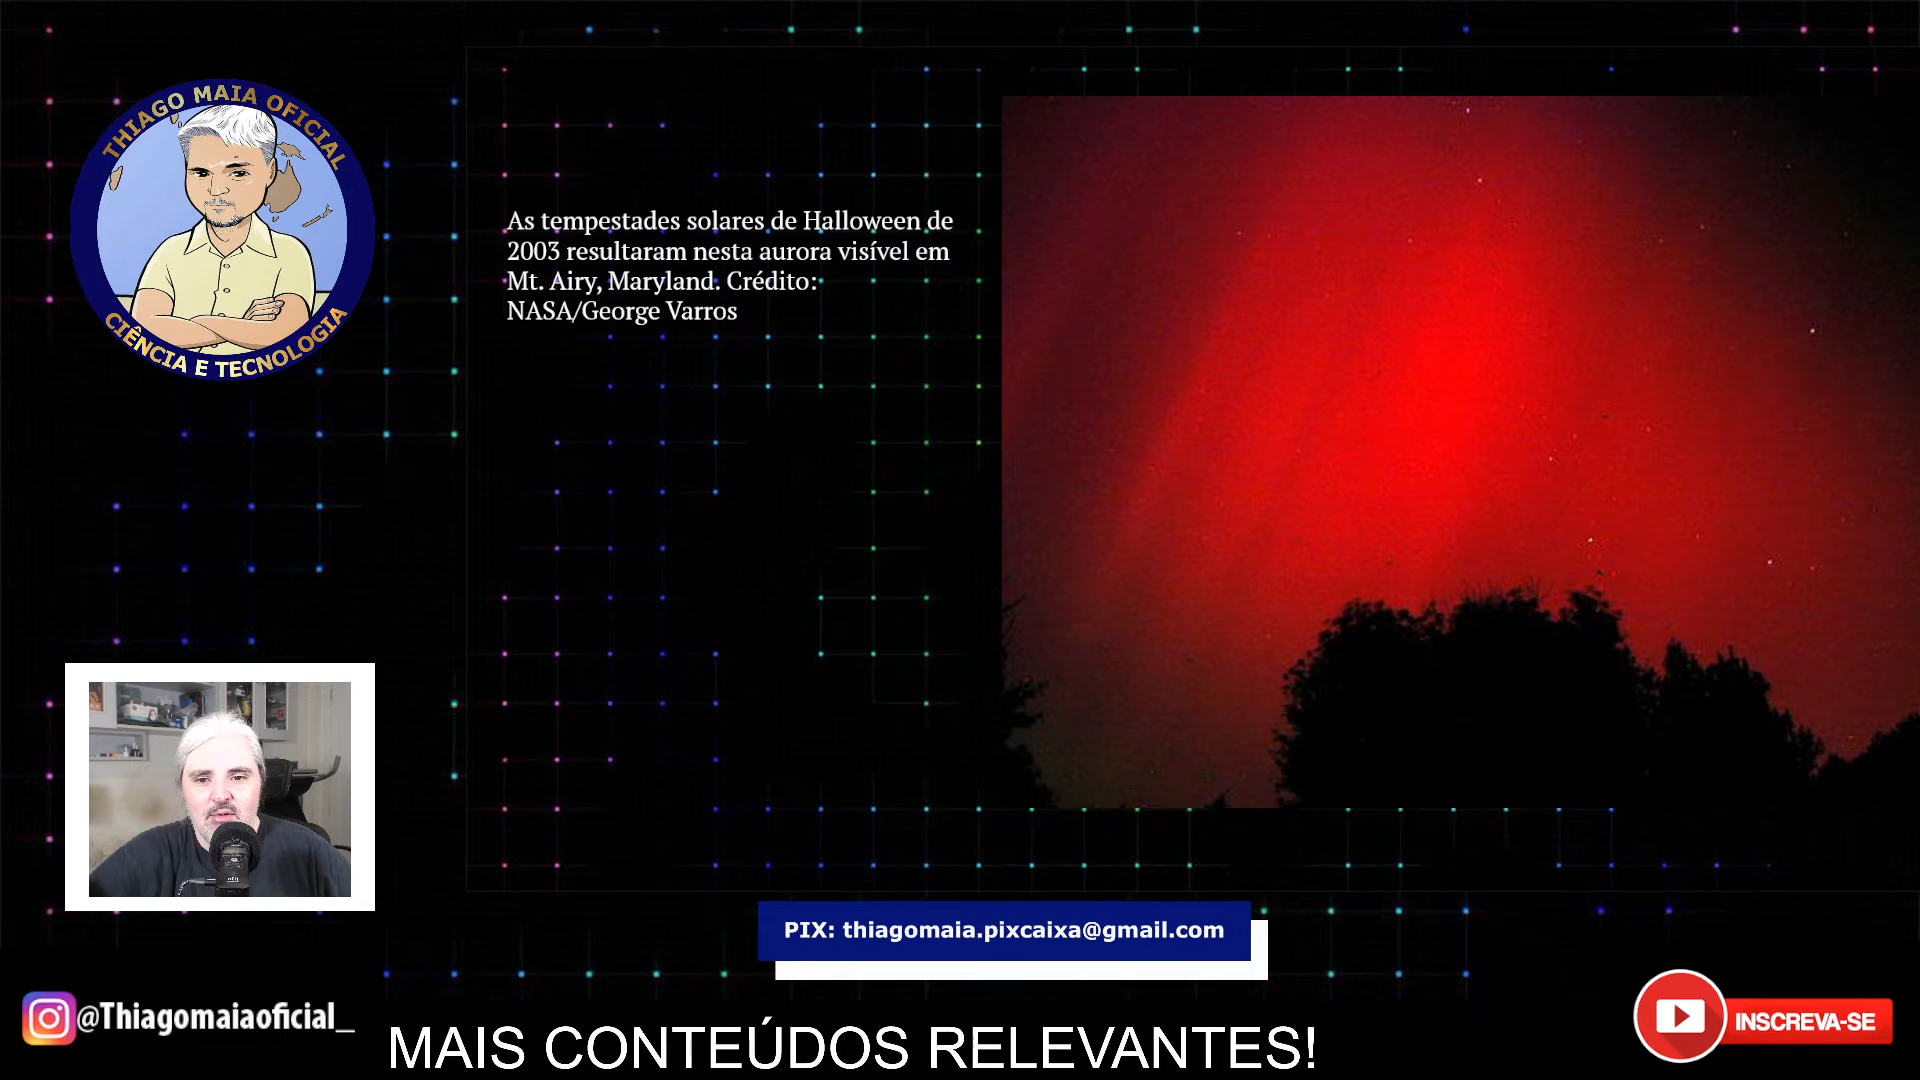 THIAGO MAIA OFICIAL
CIÊNCIA E TECNOLOGIA
As tempestades solares de Halloween de
2003 resultaram nesta aurora visível em
Mt. Airy, Maryland. Crédito:
NASA/George Varros
PIX: thiagomaia.pixcaixa@gmail.com
@Thiagomaiaoficial_
MAIS CONTEÚDOS RELEVANTES!
INSCREVA-SE